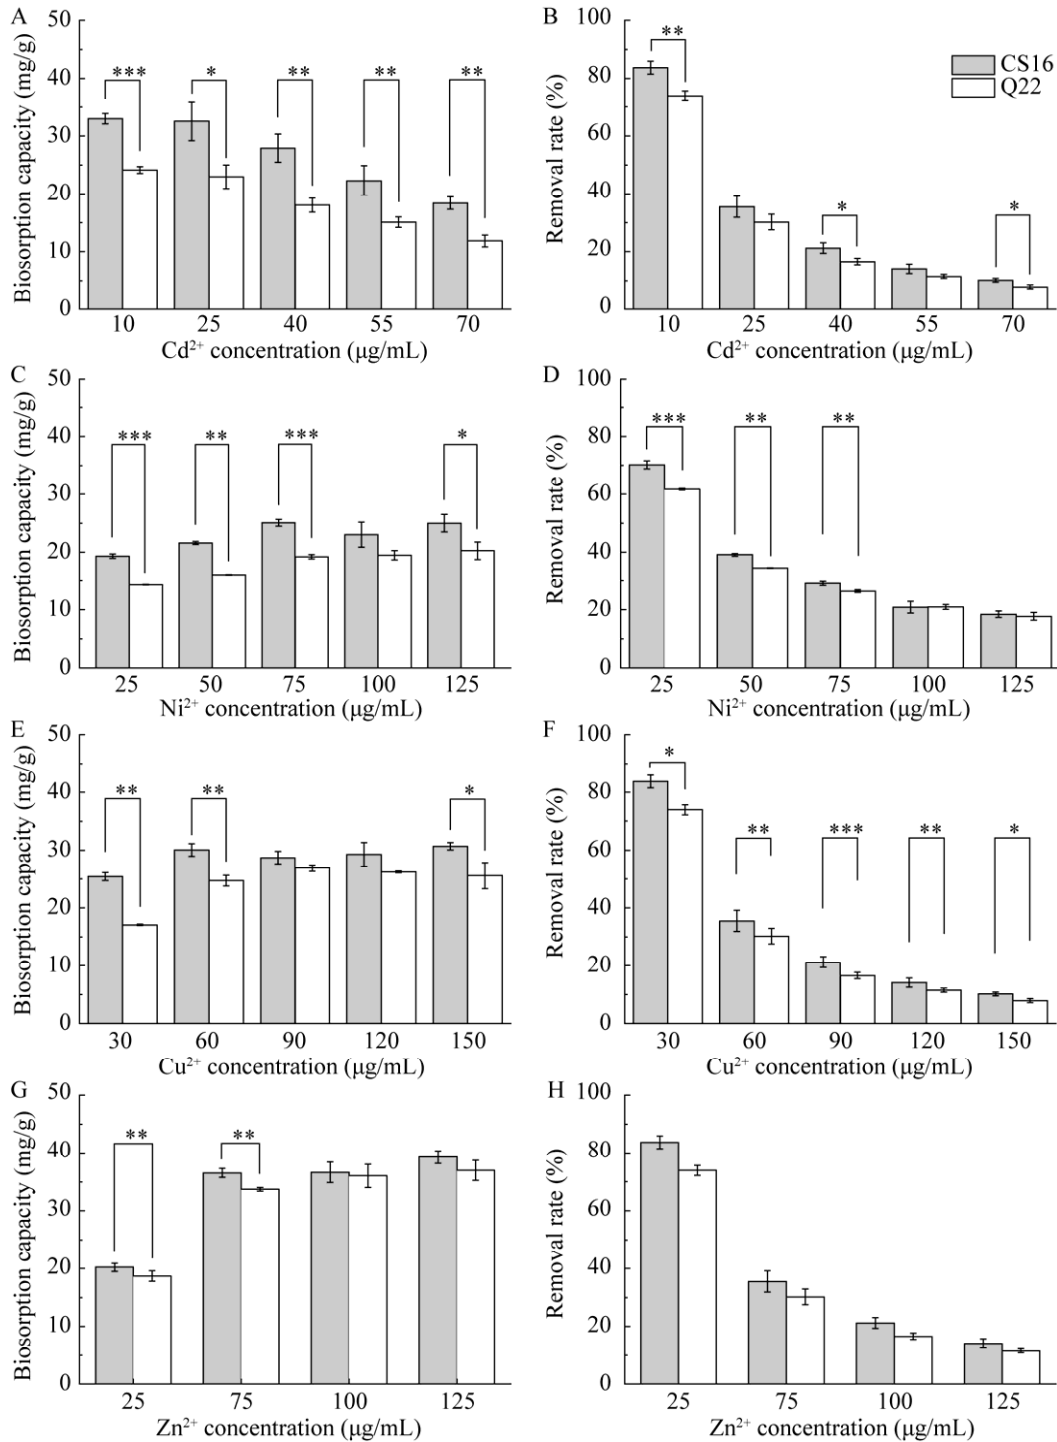 A
Biosorption capacity (mg/g)
50
40
30
20
10
0
*** * ** ** **
10 25 40 55 70
Cd²⁺ concentration (μg/mL)
B
Removal rate (%)
100
80
60
40
20
0
** * *
CS16
Q22
10 25 40 55 70
Cd²⁺ concentration (μg/mL)
C
Biosorption capacity (mg/g)
50
40
30
20
10
0
*** ** *** *
25 50 75 100 125
Ni²⁺ concentration (μg/mL)
D
Removal rate (%)
100
80
60
40
20
0
*** ** **
25 50 75 100 125
Ni²⁺ concentration (μg/mL)
E
Biosorption capacity (mg/g)
50
40
30
20
10
0
** ** *
30 60 90 120 150
Cu²⁺ concentration (μg/mL)
F
Removal rate (%)
100
80
60
40
20
0
* ** *** ** *
30 60 90 120 150
Cu²⁺ concentration (μg/mL)
G
Biosorption capacity (mg/g)
50
40
30
20
10
0
** **
25 75 100 125
Zn²⁺ concentration (μg/mL)
H
Removal rate (%)
100
80
60
40
20
0
25 75 100 125
Zn²⁺ concentration (μg/mL)